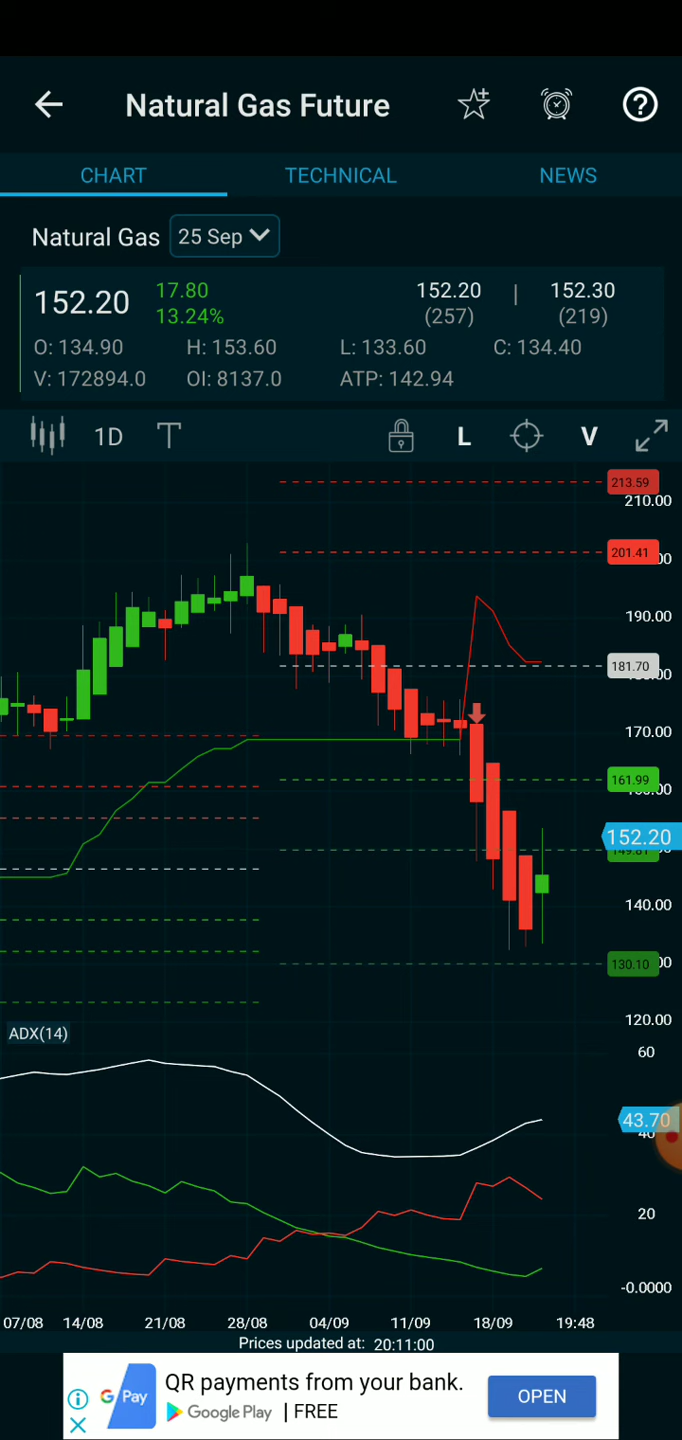 Natural Gas Future
CHART TECHNICAL NEWS
Natural Gas 25 Sep
152.20 17.80 13.24% 152.20 (257) | 152.30 (219)
O: 134.90 H: 153.60 L: 133.60 C: 134.40
V: 172894.0 OI: 8137.0 ATP: 142.94
1D T L V
213.59
210.00
201.41
190.00
181.70
170.00
161.99
152.20
140.00
130.10
120.00
ADX(14)
60
43.70
40
20
-0.0000
07/08 14/08 21/08 28/08 04/09 11/09 18/09 19:48
Prices updated at: 20:11:00
G Pay
QR payments from your bank.
Google Play | FREE
OPEN